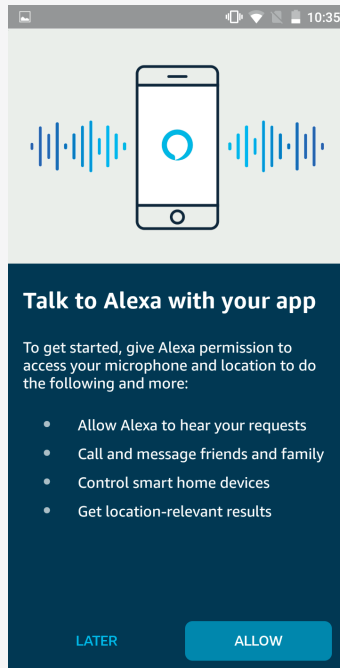 10:35
Talk to Alexa with your app
To get started, give Alexa permission to
access your microphone and location to do
the following and more:
Allow Alexa to hear your requests
Call and message friends and family
Control smart home devices
Get location-relevant results
LATER ALLOW